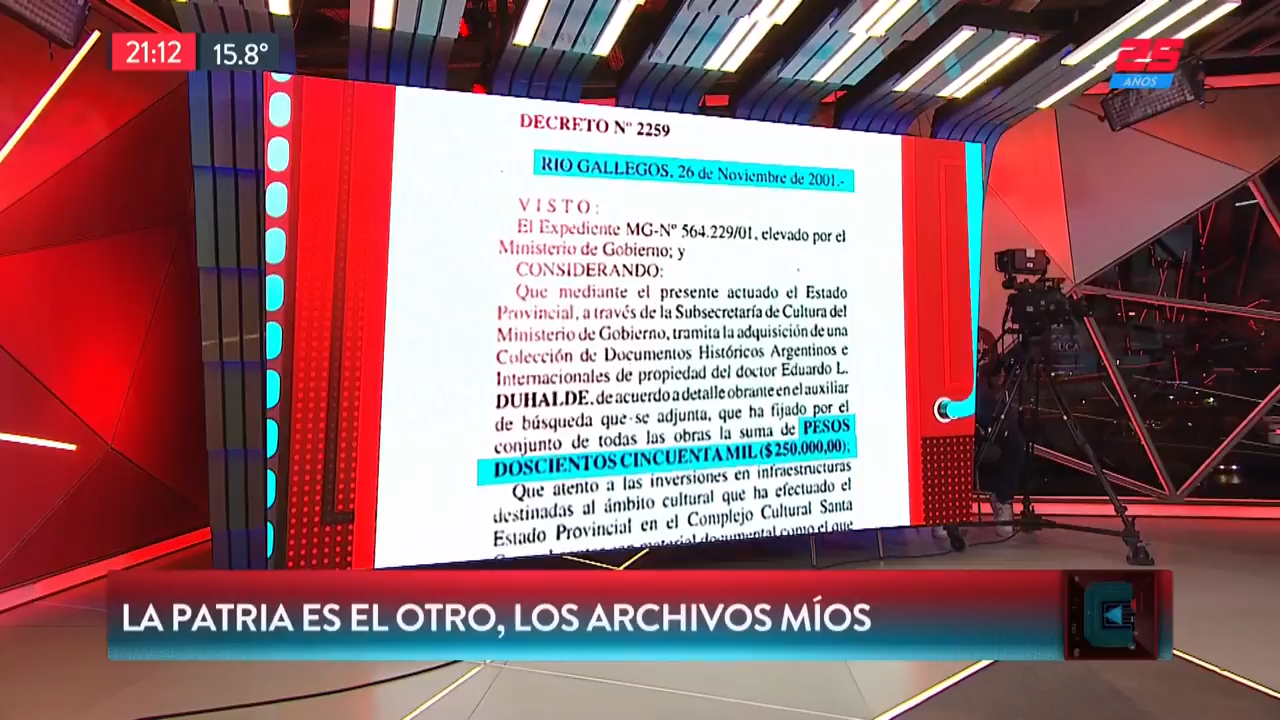 21:12 15.8°
25
AÑOS
DECRETO Nº 2259
RIO GALLEGOS, 26 de Noviembre de 2001.-
VISTO:
El Expediente MG-Nº 564.229/01, elevado por el
Ministerio de Gobierno; y
CONSIDERANDO:
Que mediante el presente actuado el Estado
Provincial, a través de la Subsecretaría de Cultura del
Ministerio de Gobierno, tramita la adquisición de una
Colección de Documentos Históricos Argentinos e
Internacionales de propiedad del doctor Eduardo L.
DUHALDE, de acuerdo a detalle obrante en el auxiliar
de búsqueda que se adjunta, que ha fijado por el
conjunto de todas las obras la suma de PESOS
DOSCIENTOS CINCUENTA MIL ($ 250.000,00);
Que atento a las inversiones en infraestructuras
destinadas al ámbito cultural que ha efectuado el
Estado Provincial en el Complejo Cultural Santa
material documental como el que
LA PATRIA ES EL OTRO, LOS ARCHIVOS MÍOS